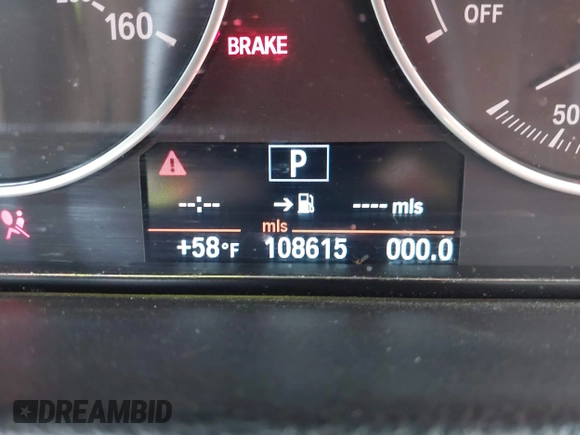 160
BRAKE
OFF
50
P
--:--
---- mls
mls
+58°F 108615 000.0
DREAMBID